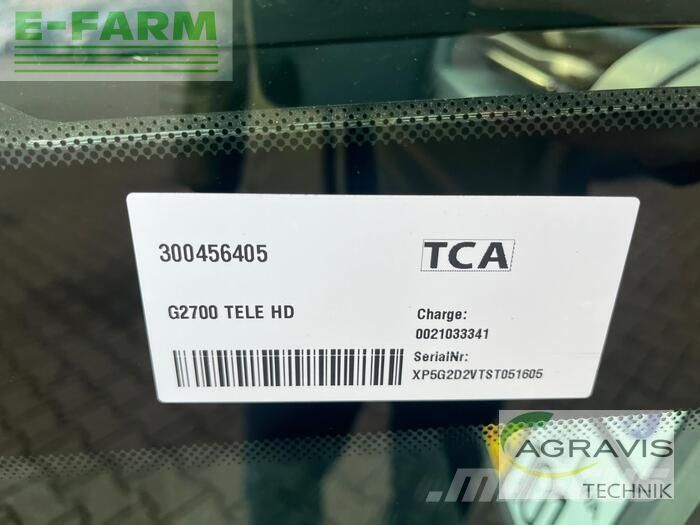 E-FARM
300456405
TCA
G2700 TELE HD
Charge:
0021033341
SerialNr:
XP5G2D2VTST051605
AGRAVIS
TECHNIK